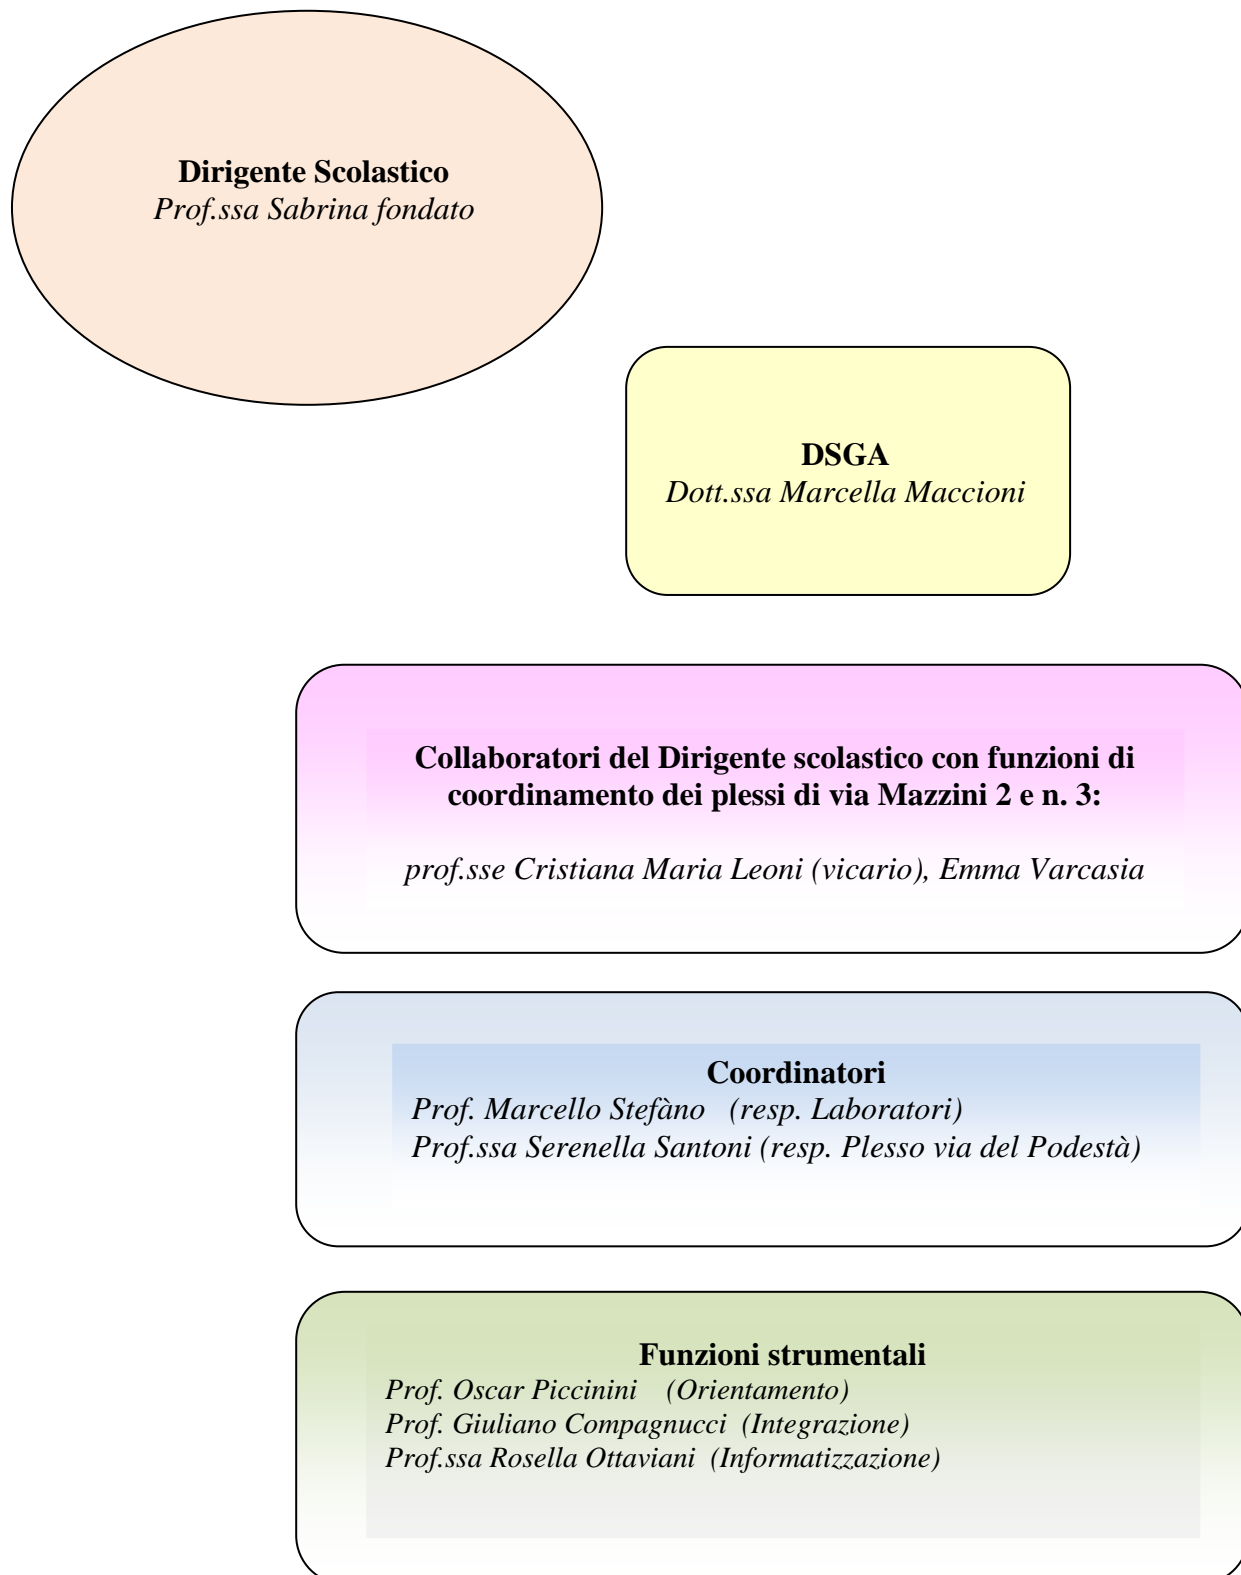 Dirigente Scolastico
Prof.ssa Sabrina fondato
DSGA
Dott.ssa Marcella Maccioni
Collaboratori del Dirigente scolastico con funzioni di
coordinamento dei plessi di via Mazzini 2 e n. 3:
prof.sse Cristiana Maria Leoni (vicario), Emma Varcasia
Coordinatori
Prof. Marcello Stefàno (resp. Laboratori)
Prof.ssa Serenella Santoni (resp. Plesso via del Podestà)
Funzioni strumentali
Prof. Oscar Piccinini (Orientamento)
Prof. Giuliano Compagnucci (Integrazione)
Prof.ssa Rosella Ottaviani (Informatizzazione)